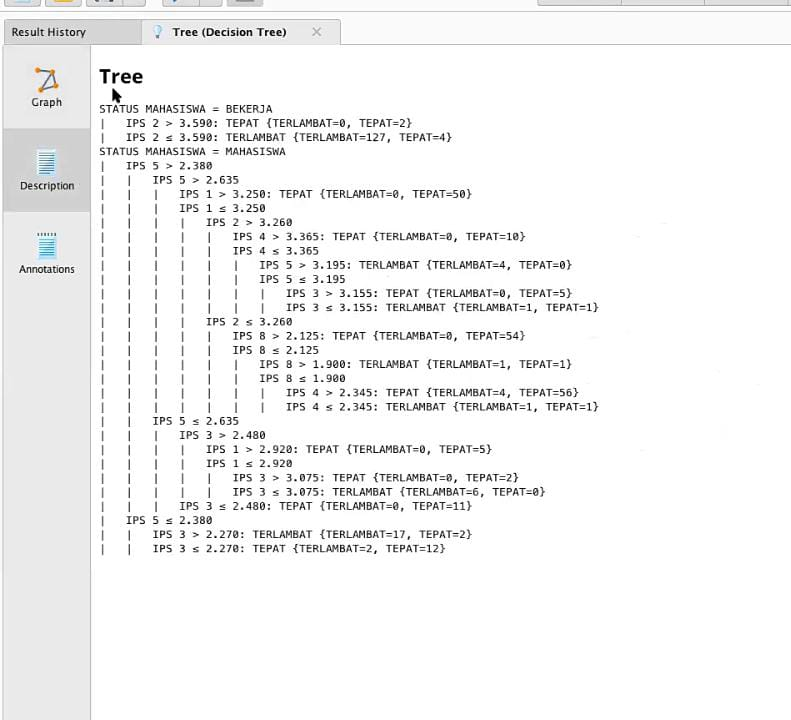 Result History
Tree (Decision Tree)
Graph
Description
Annotations
Tree
STATUS MAHASISWA = BEKERJA
|   IPS 2 > 3.590: TEPAT {TERLAMBAT=0, TEPAT=2}
|   IPS 2 ≤ 3.590: TERLAMBAT {TERLAMBAT=127, TEPAT=4}
STATUS MAHASISWA = MAHASISWA
|   IPS 5 > 2.380
|   |   IPS 5 > 2.635
|   |   |   IPS 1 > 3.250: TEPAT {TERLAMBAT=0, TEPAT=50}
|   |   |   IPS 1 ≤ 3.250
|   |   |   |   IPS 2 > 3.260
|   |   |   |   |   IPS 4 > 3.365: TEPAT {TERLAMBAT=0, TEPAT=10}
|   |   |   |   |   IPS 4 ≤ 3.365
|   |   |   |   |   |   IPS 5 > 3.195: TERLAMBAT {TERLAMBAT=4, TEPAT=0}
|   |   |   |   |   |   IPS 5 ≤ 3.195
|   |   |   |   |   |   |   IPS 3 > 3.155: TEPAT {TERLAMBAT=0, TEPAT=5}
|   |   |   |   |   |   |   IPS 3 ≤ 3.155: TERLAMBAT {TERLAMBAT=1, TEPAT=1}
|   |   |   |   IPS 2 ≤ 3.260
|   |   |   |   |   IPS 8 > 2.125: TEPAT {TERLAMBAT=0, TEPAT=54}
|   |   |   |   |   IPS 8 ≤ 2.125
|   |   |   |   |   |   IPS 8 > 1.900: TERLAMBAT {TERLAMBAT=1, TEPAT=1}
|   |   |   |   |   |   IPS 8 ≤ 1.900
|   |   |   |   |   |   |   IPS 4 > 2.345: TEPAT {TERLAMBAT=4, TEPAT=56}
|   |   |   |   |   |   |   IPS 4 ≤ 2.345: TERLAMBAT {TERLAMBAT=1, TEPAT=1}
|   |   IPS 5 ≤ 2.635
|   |   |   IPS 3 > 2.480
|   |   |   |   IPS 1 > 2.920: TEPAT {TERLAMBAT=0, TEPAT=5}
|   |   |   |   IPS 1 ≤ 2.920
|   |   |   |   |   IPS 3 > 3.075: TEPAT {TERLAMBAT=0, TEPAT=2}
|   |   |   |   |   IPS 3 ≤ 3.075: TERLAMBAT {TERLAMBAT=6, TEPAT=0}
|   |   |   IPS 3 ≤ 2.480: TEPAT {TERLAMBAT=0, TEPAT=11}
|   IPS 5 ≤ 2.380
|   |   IPS 3 > 2.270: TERLAMBAT {TERLAMBAT=17, TEPAT=2}
|   |   IPS 3 ≤ 2.270: TEPAT {TERLAMBAT=2, TEPAT=12}